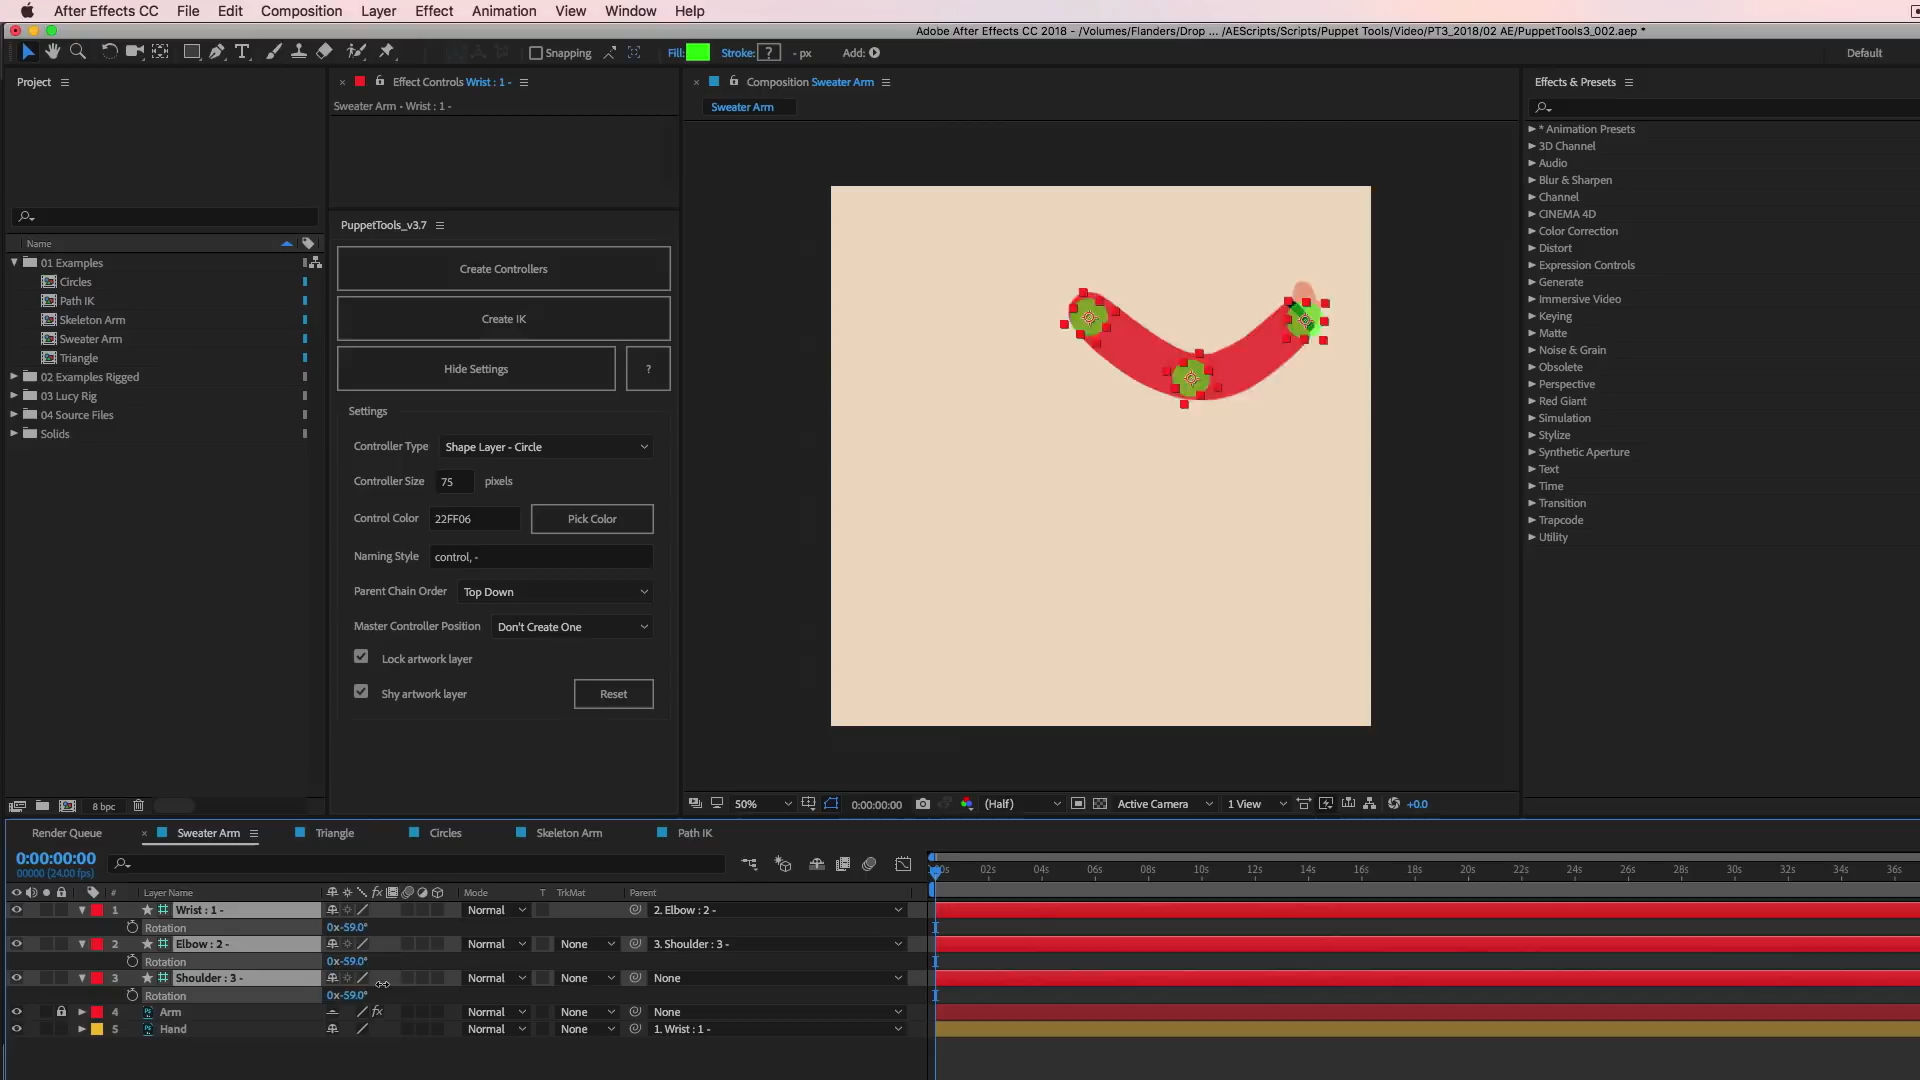 After Effects CC File Edit Composition Layer Effect Animation View Window Help
Adobe After Effects CC 2018 - /Volumes/Flanders/Drop ... /AEScripts/Scripts/Puppet Tools/Video/PT3_2018/02 AE/PuppetTools3_002.aep *
Snapping Fill: Stroke: ? - px Add: Default
Project
Effect Controls Wrist : 1 -
Sweater Arm - Wrist : 1 -
Composition Sweater Arm
Sweater Arm
Effects & Presets
* Animation Presets
3D Channel
Audio
Blur & Sharpen
Channel
CINEMA 4D
Color Correction
Distort
Expression Controls
Generate
Immersive Video
Keying
Matte
Noise & Grain
Obsolete
Perspective
Red Giant
Simulation
Stylize
Synthetic Aperture
Text
Time
Transition
Trapcode
Utility
Name
01 Examples
Circles
Path IK
Skeleton Arm
Sweater Arm
Triangle
02 Examples Rigged
03 Lucy Rig
04 Source Files
Solids
PuppetTools_v3.7
Create Controllers
Create IK
Hide Settings ?
Settings
Controller Type Shape Layer - Circle
Controller Size 75 pixels
Control Color 22FF06 Pick Color
Naming Style control, -
Parent Chain Order Top Down
Master Controller Position Don't Create One
Lock artwork layer
Shy artwork layer Reset
8 bpc
50% 0:00:00:00 (Half) Active Camera 1 View +0.0
Render Queue Sweater Arm Triangle Circles Skeleton Arm Path IK
0:00:00:00
00000 (24.00 fps)
02s 04s 06s 08s 10s 12s 14s 16s 18s 20s 22s 24s 26s 28s 30s 32s 34s 36s
# Layer Name fx Mode T TrkMat Parent
1 Wrist : 1 - Normal 2. Elbow : 2 -
Rotation 0x-59.0°
2 Elbow : 2 - Normal None 3. Shoulder : 3 -
Rotation 0x-59.0°
3 Shoulder : 3 - Normal None None
Rotation 0x-59.0°
4 Arm fx Normal None None
5 Hand Normal None 1. Wrist : 1 -